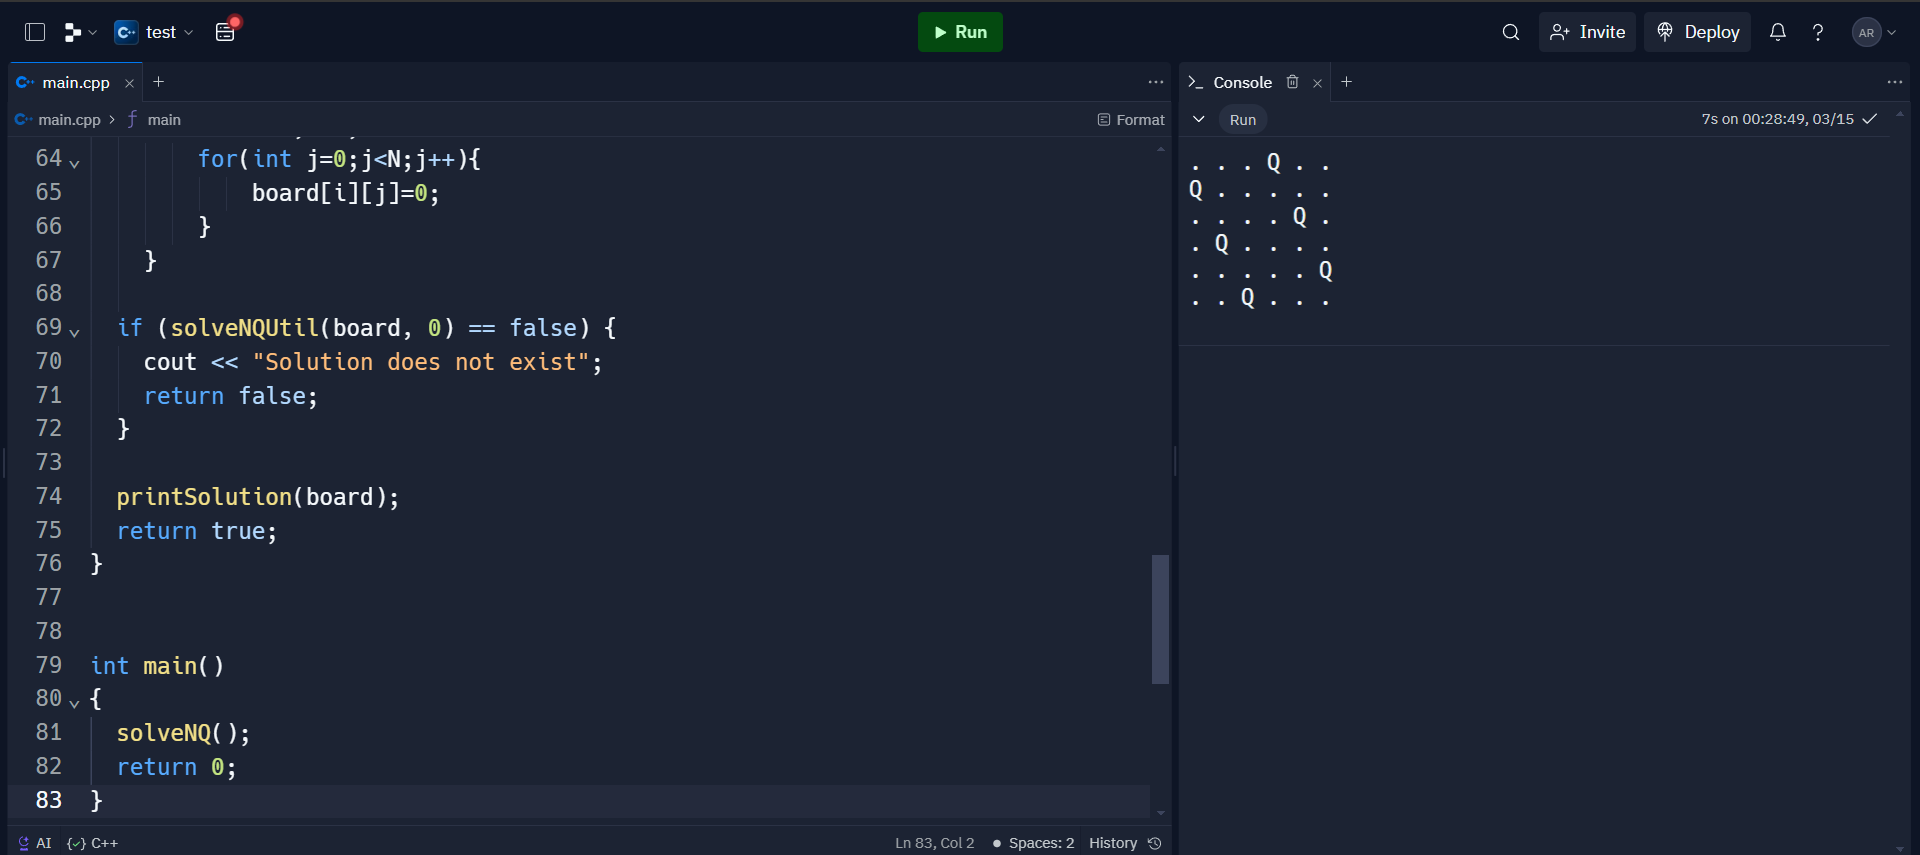 test
Run
Invite
Deploy
AR
main.cpp
Format
main.cpp > ƒ main
64 for(int j=0;j<N;j++){
65 board[i][j]=0;
66 }
67 }
68
69 if (solveNQUtil(board, 0) == false) {
70 cout << "Solution does not exist";
71 return false;
72 }
73
74 printSolution(board);
75 return true;
76 }
77
78
79 int main()
80 {
81 solveNQ();
82 return 0;
83 }
AI {✓} C++ Ln 83, Col 2 • Spaces: 2 History
Console
Run 7s on 00:28:49, 03/15 ✓
. . . Q . .
Q . . . . .
. . . . Q .
. Q . . . .
. . . . . Q
. . Q . . .